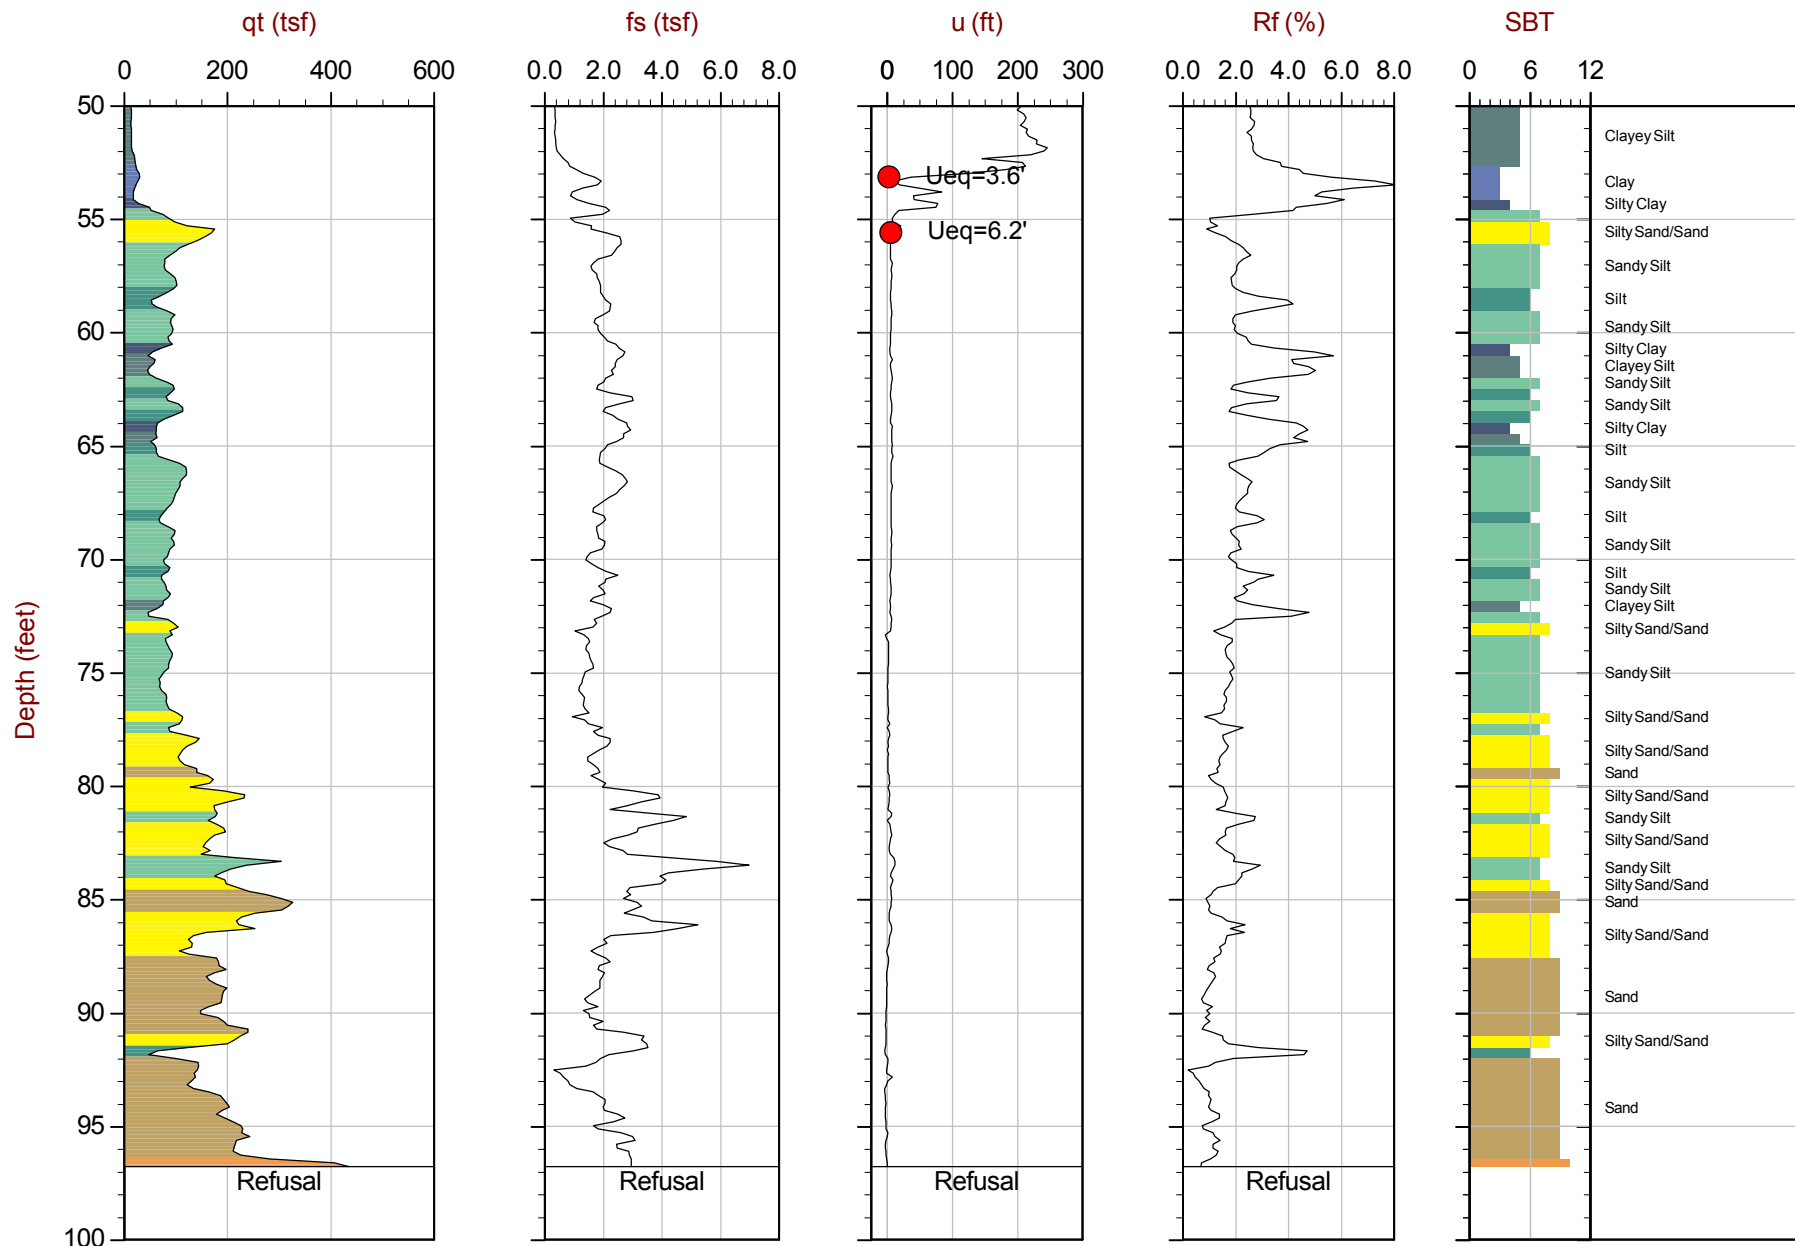 qt (tsf) fs (tsf) u (ft) Rf (%) SBT
0 200 400 600 0.0 2.0 4.0 6.0 8.0 0 100 200 300 0.0 2.0 4.0 6.0 8.0 0 6 12
50
Clayey Silt
Ueq=3.6'
Clay
Silty Clay
55
Ueq=6.2'
Silty Sand/Sand
Sandy Silt
Silt
Sandy Silt
60
Silty Clay
Clayey Silt
Sandy Silt
Sandy Silt
Silty Clay
65
Silt
Sandy Silt
Silt
Sandy Silt
70
Silt
Sandy Silt
Clayey Silt
Silty Sand/Sand
Depth (feet)
75
Sandy Silt
Silty Sand/Sand
Silty Sand/Sand
Sand
80
Silty Sand/Sand
Sandy Silt
Silty Sand/Sand
Sandy Silt
Silty Sand/Sand
85
Sand
Silty Sand/Sand
Sand
90
Silty Sand/Sand
Sand
95
Refusal Refusal Refusal Refusal
100